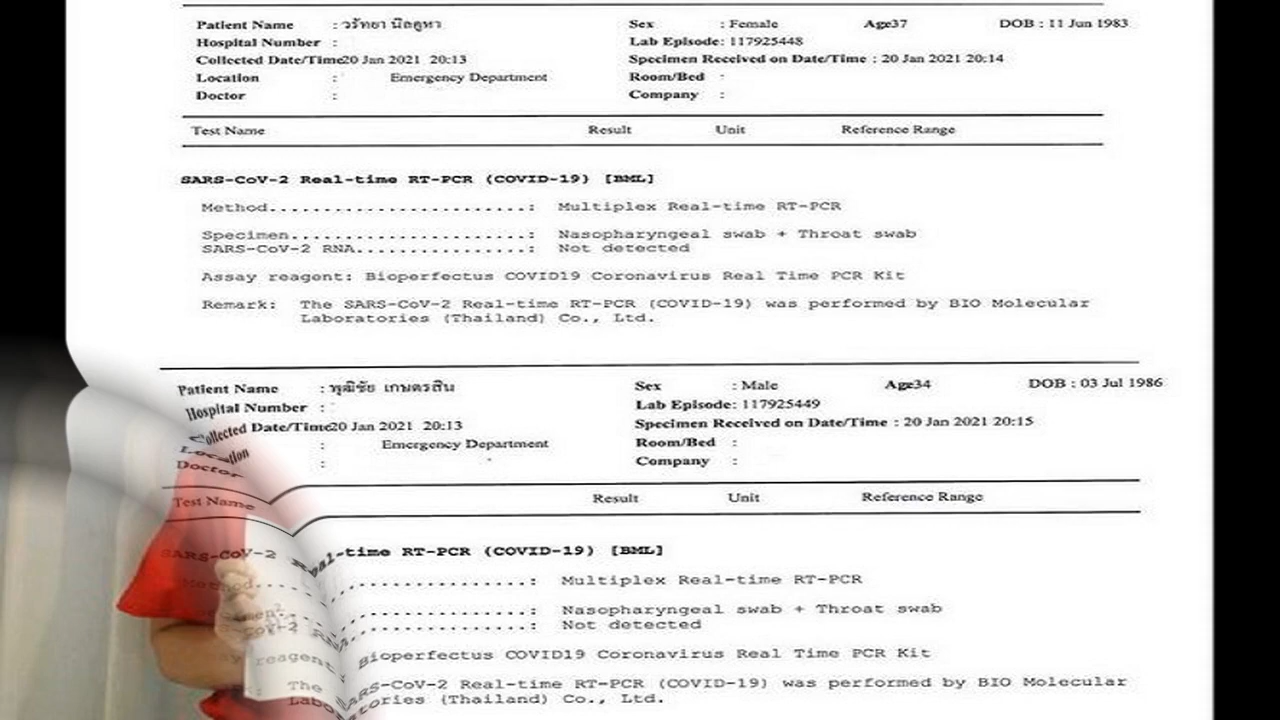 Patient Name : วรัทยา นิลคูหา Sex : Female Age37 DOB : 11 Jun 1983
Hospital Number : Lab Episode: 117925448
Collected Date/Time20 Jan 2021 20:13 Specimen Received on Date/Time : 20 Jan 2021 20:14
Location : Emergency Department Room/Bed :
Doctor : Company :
Test Name Result Unit Reference Range
SARS-CoV-2 Real-time RT-PCR (COVID-19) [BML]
Method........................: Multiplex Real-time RT-PCR
Specimen......................: Nasopharyngeal swab + Throat swab
SARS-CoV-2 RNA................: Not detected
Assay reagent: Bioperfectus COVID19 Coronavirus Real Time PCR Kit
Remark: The SARS-CoV-2 Real-time RT-PCR (COVID-19) was performed by BIO Molecular
Laboratories (Thailand) Co., Ltd.
Patient Name : พุฒิชัย เกษตรสิน Sex : Male Age34 DOB : 03 Jul 1986
Hospital Number : Lab Episode: 117925449
Collected Date/Time20 Jan 2021 20:13 Specimen Received on Date/Time : 20 Jan 2021 20:15
Location : Emergency Department Room/Bed :
Doctor : Company :
Test Name Result Unit Reference Range
SARS-CoV-2 Real-time RT-PCR (COVID-19) [BML]
Method........................: Multiplex Real-time RT-PCR
.....................: Nasopharyngeal swab + Throat swab
CoV-2 RNA................: Not detected
reagent: Bioperfectus COVID19 Coronavirus Real Time PCR Kit
: The SARS-CoV-2 Real-time RT-PCR (COVID-19) was performed by BIO Molecular
Laboratories (Thailand) Co., Ltd.